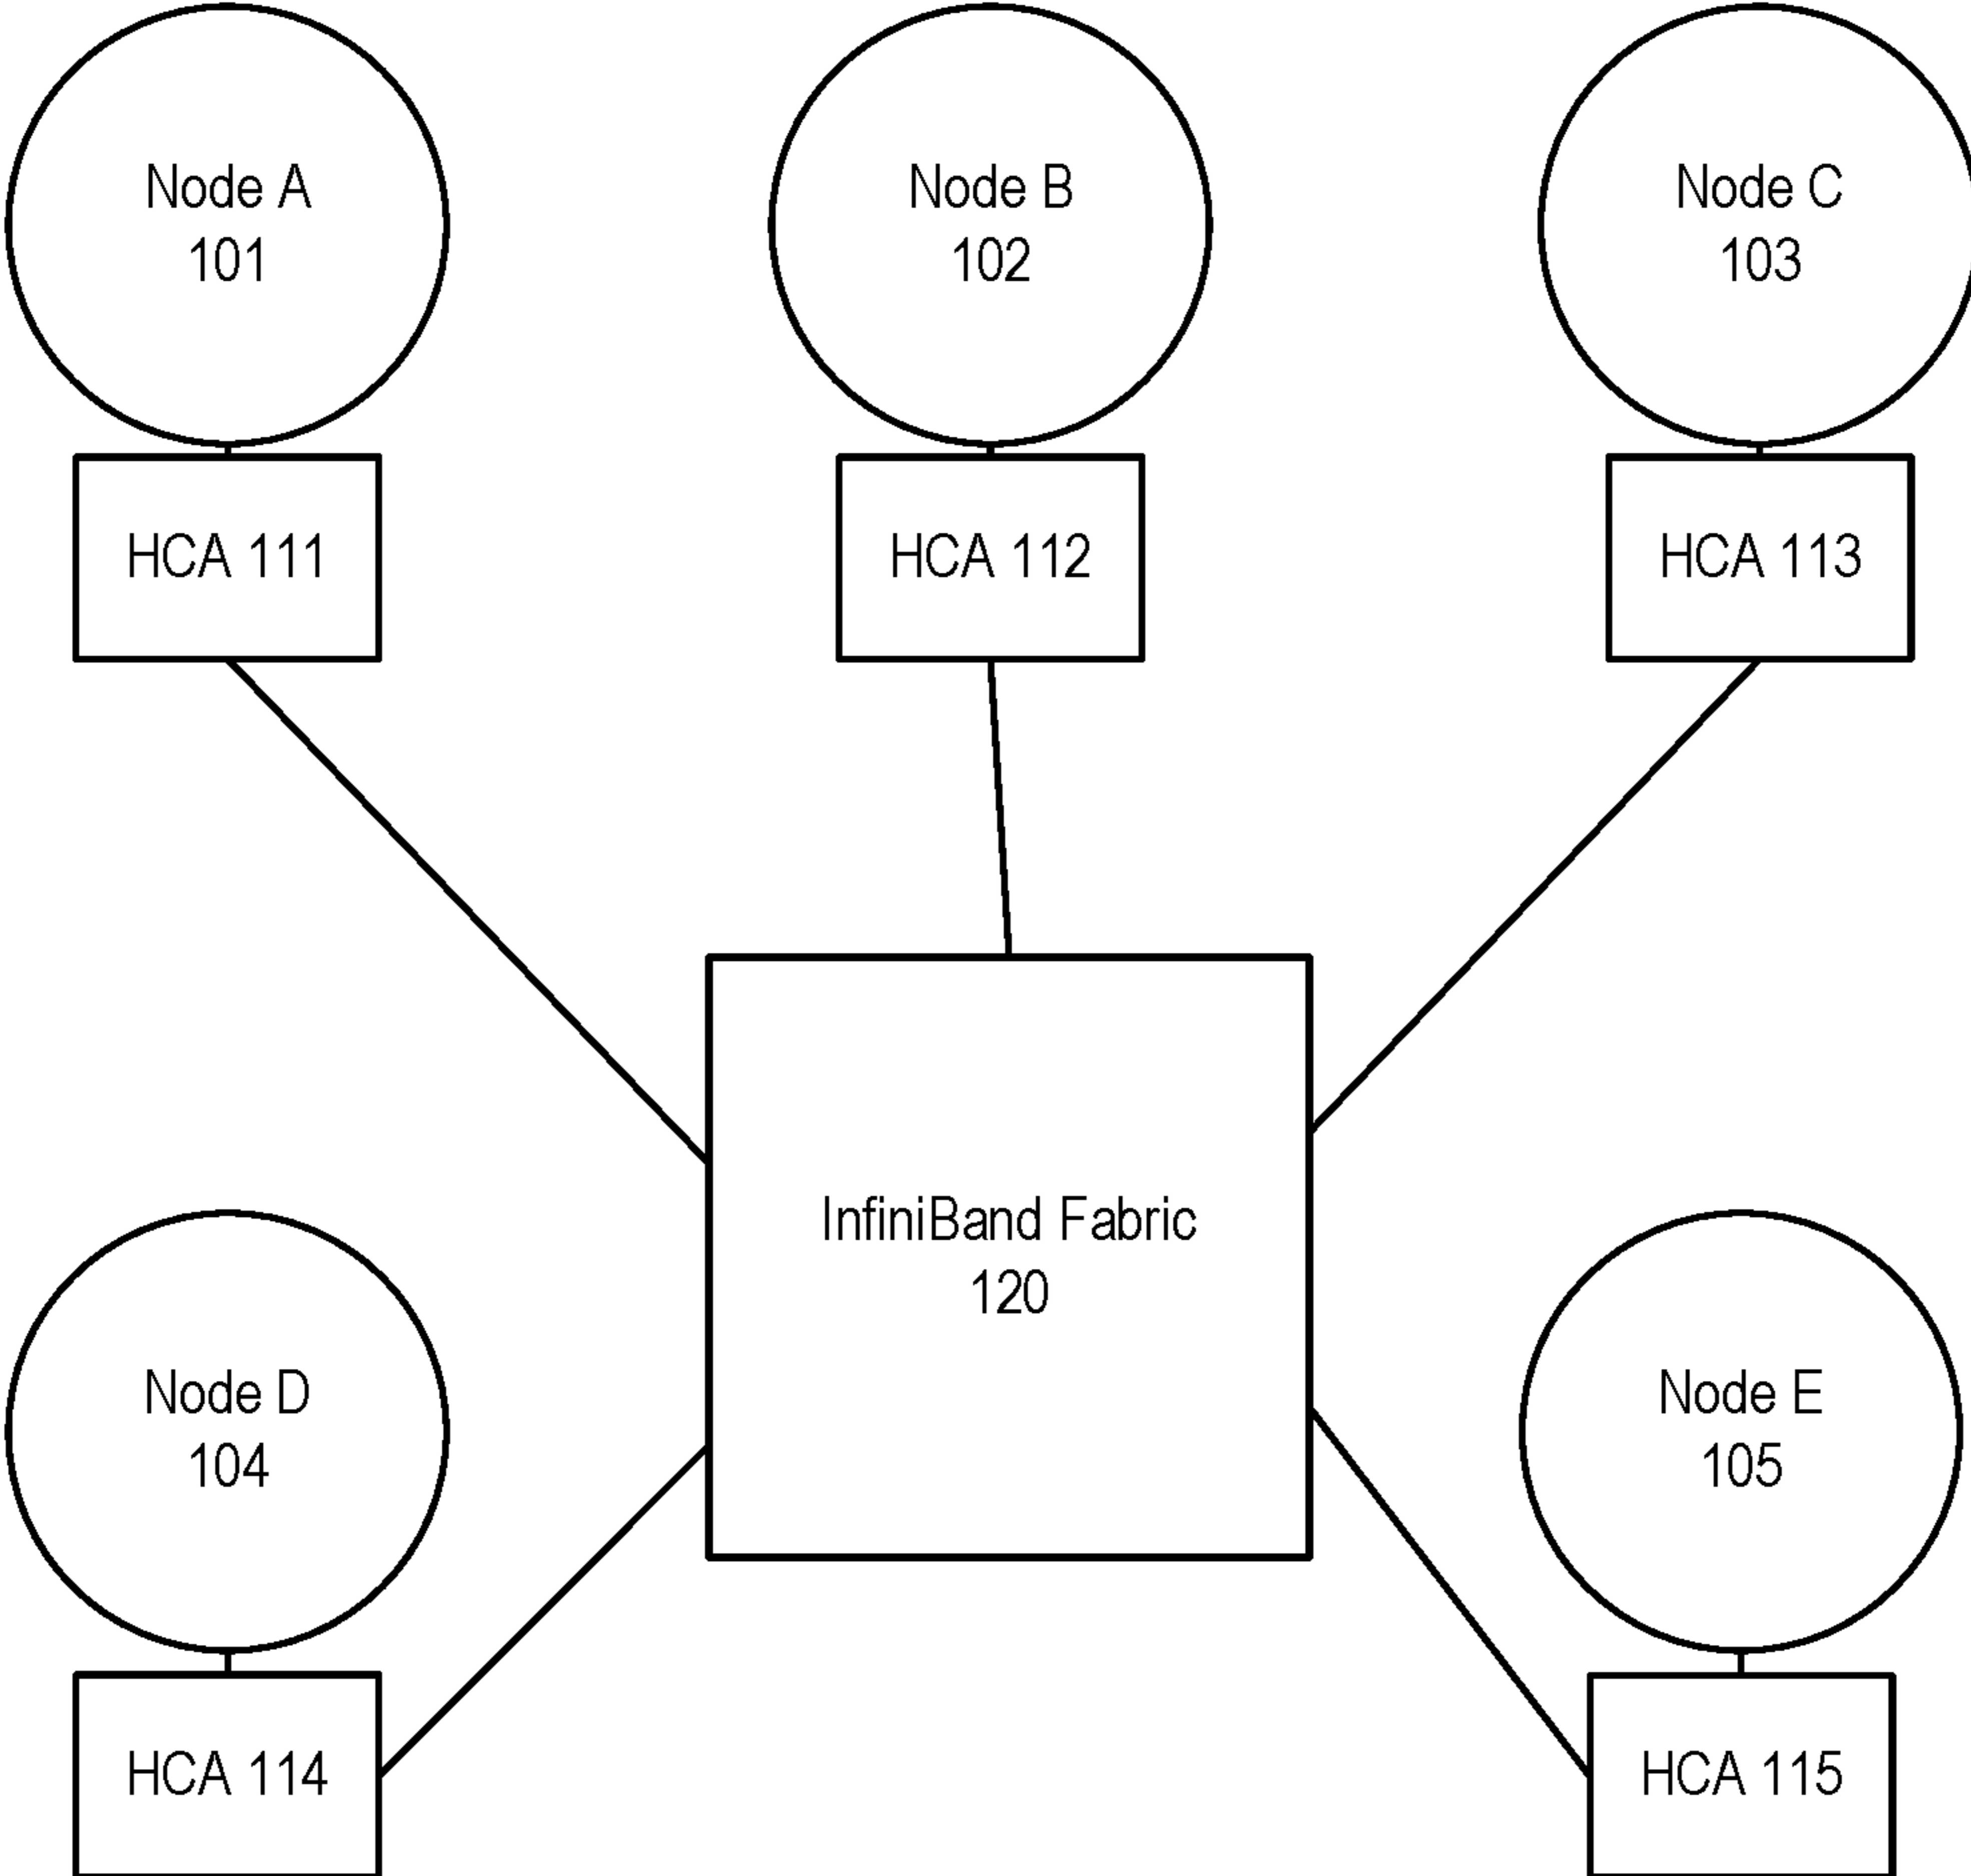 Node A
101
Node B
102
Node C
103
HCA 111
HCA 112
HCA 113
InfiniBand Fabric
120
Node D
104
Node E
105
HCA 114
HCA 115